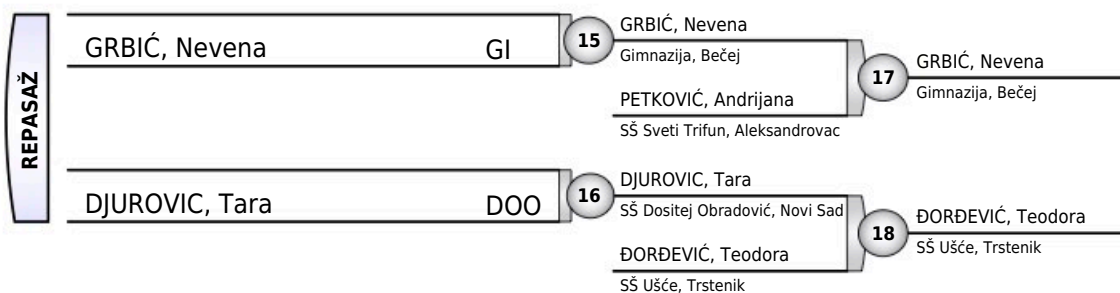 REPASAŽ
GRBIĆ, Nevena GI
15
GRBIĆ, Nevena
Gimnazija, Bečej
PETKOVIĆ, Andrijana
SŠ Sveti Trifun, Aleksandrovac
17
GRBIĆ, Nevena
Gimnazija, Bečej
DJUROVIC, Tara DOO
16
DJUROVIC, Tara
SŠ Dositej Obradović, Novi Sad
ĐORĐEVIĆ, Teodora
SŠ Ušće, Trstenik
18
ĐORĐEVIĆ, Teodora
SŠ Ušće, Trstenik